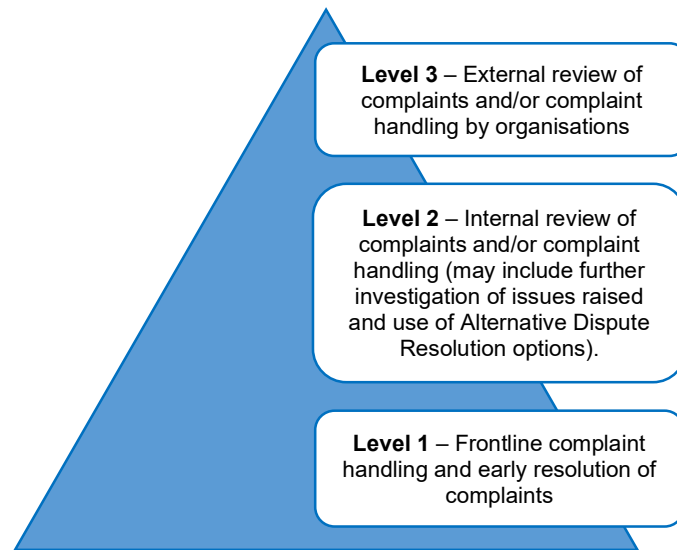 Level 3 – External review of
complaints and/or complaint
handling by organisations
Level 2 – Internal review of
complaints and/or complaint
handling (may include further
investigation of issues raised
and use of Alternative Dispute
Resolution options).
Level 1 – Frontline complaint
handling and early resolution of
complaints